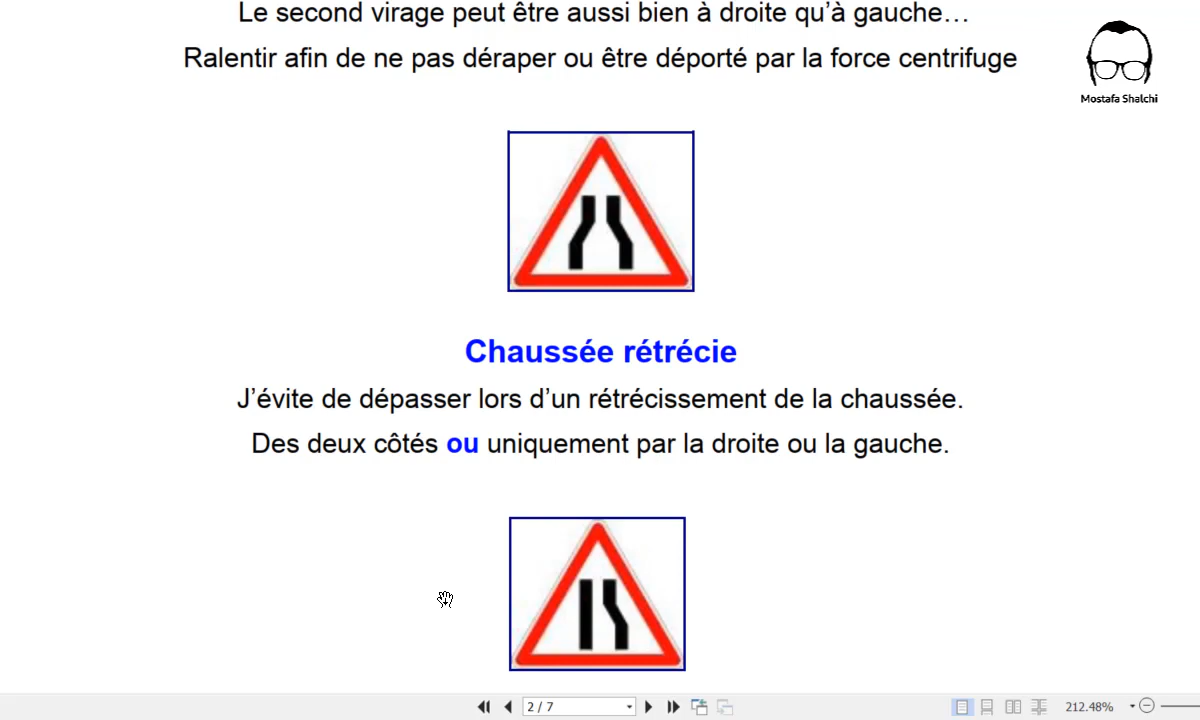 Le second virage peut être aussi bien à droite qu’à gauche…
Ralentir afin de ne pas déraper ou être déporté par la force centrifuge
Mostafa Shalchi
Chaussée rétrécie
J’évite de dépasser lors d’un rétrécissement de la chaussée.
Des deux côtés ou uniquement par la droite ou la gauche.
2 / 7
212.48%